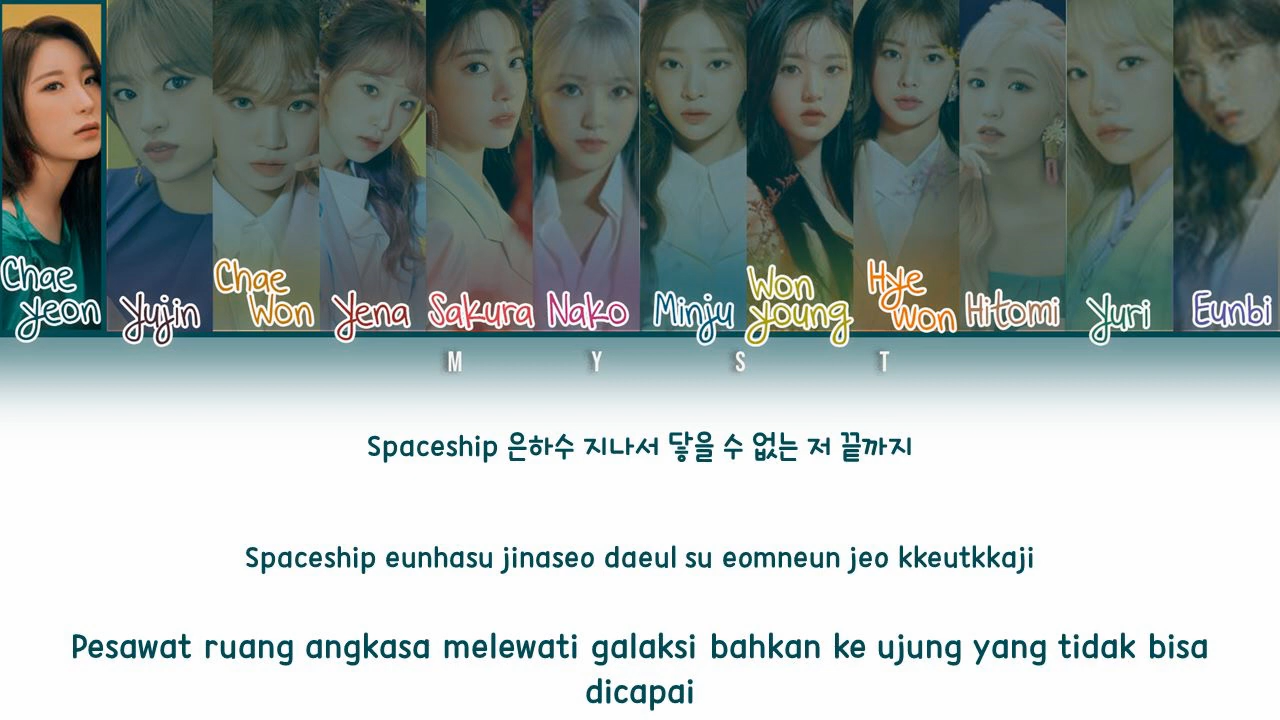 Chae Yeon
Yujin
Chae Won
Yena
Sakura
Nako
Minju
Won young
Hye won
Hitomi
Yuri
Eunbi
M Y S T
Spaceship 은하수 지나서 닿을 수 없는 저 끝까지
Spaceship eunhasu jinaseo daeul su eomneun jeo kkeutkkaji
Pesawat ruang angkasa melewati galaksi bahkan ke ujung yang tidak bisa
dicapai